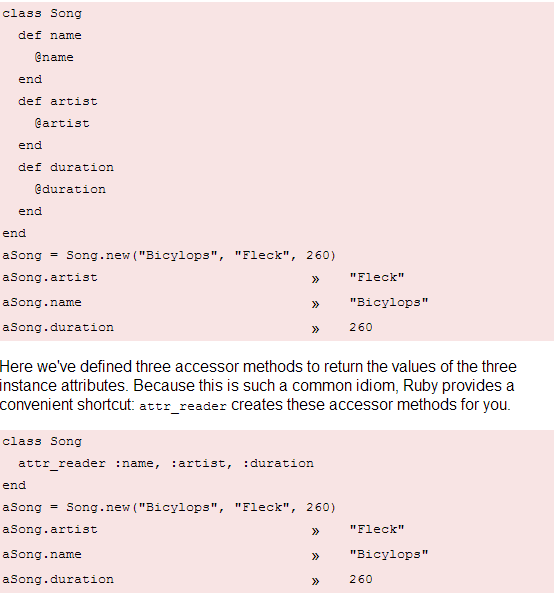 class Song
  def name
    @name
  end
  def artist
    @artist
  end
  def duration
    @duration
  end
end
aSong = Song.new("Bicylops", "Fleck", 260)
aSong.artist » "Fleck"
aSong.name » "Bicylops"
aSong.duration » 260
Here we've defined three accessor methods to return the values of the three
instance attributes. Because this is such a common idiom, Ruby provides a
convenient shortcut: attr_reader creates these accessor methods for you.
class Song
  attr_reader :name, :artist, :duration
end
aSong = Song.new("Bicylops", "Fleck", 260)
aSong.artist » "Fleck"
aSong.name » "Bicylops"
aSong.duration » 260